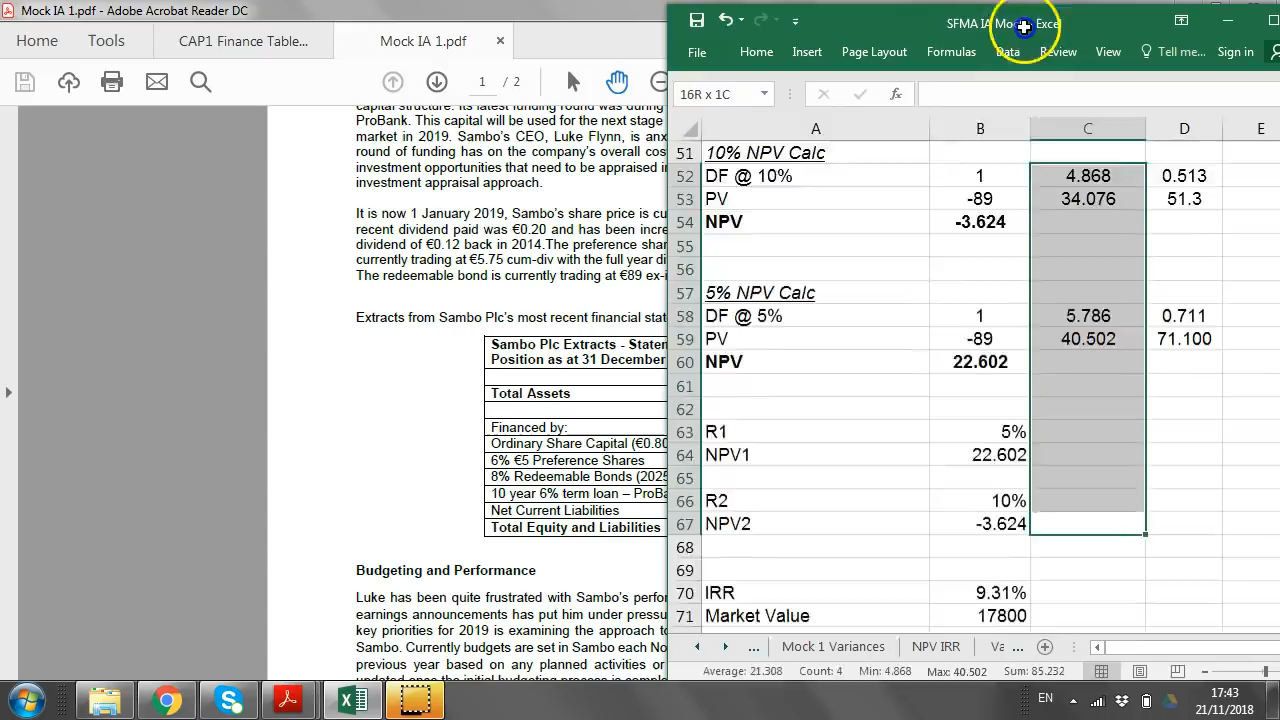 Mock IA 1.pdf - Adobe Acrobat Reader DC
Home Tools CAP1 Finance Table... Mock IA 1.pdf ×
1 / 2
capital structure. Its latest funding round was during
ProBank. This capital will be used for the next stage
market in 2019. Sambo's CEO, Luke Flynn, is anx
round of funding has on the company's overall cos
investment opportunities that need to be appraised in
investment appraisal approach.
It is now 1 January 2019, Sambo's share price is cu
recent dividend paid was €0.20 and has been incre
dividend of €0.12 back in 2014.The preference shar
currently trading at €5.75 cum-div with the full year di
The redeemable bond is currently trading at €89 ex-i
Extracts from Sambo Plc's most recent financial stat
Sambo Plc Extracts - Statem
Position as at 31 December
Total Assets
Financed by:
Ordinary Share Capital (€0.80
6% €5 Preference Shares
8% Redeemable Bonds (2025
10 year 6% term loan – ProBa
Net Current Liabilities
Total Equity and Liabilities
Budgeting and Performance
Luke has been quite frustrated with Sambo's perfor
earnings announcements has put him under pressu
key priorities for 2019 is examining the approach to
Sambo. Currently budgets are set in Sambo each No
previous year based on any planned activities or
SFMA IA Mo Excel
File Home Insert Page Layout Formulas Data Review View Tell me... Sign in
16R x 1C fx
A B C D E
51 10% NPV Calc
52 DF @ 10% 1 4.868 0.513
53 PV -89 34.076 51.3
54 NPV -3.624
55
56
57 5% NPV Calc
58 DF @ 5% 1 5.786 0.711
59 PV -89 40.502 71.100
60 NPV 22.602
61
62
63 R1 5%
64 NPV1 22.602
65
66 R2 10%
67 NPV2 -3.624
68
69
70 IRR 9.31%
71 Market Value 17800
... Mock 1 Variances NPV IRR Va ...
Average: 21.308 Count: 4 Min: 4.868 Max: 40.502 Sum: 85.232
EN 17:43
21/11/2018